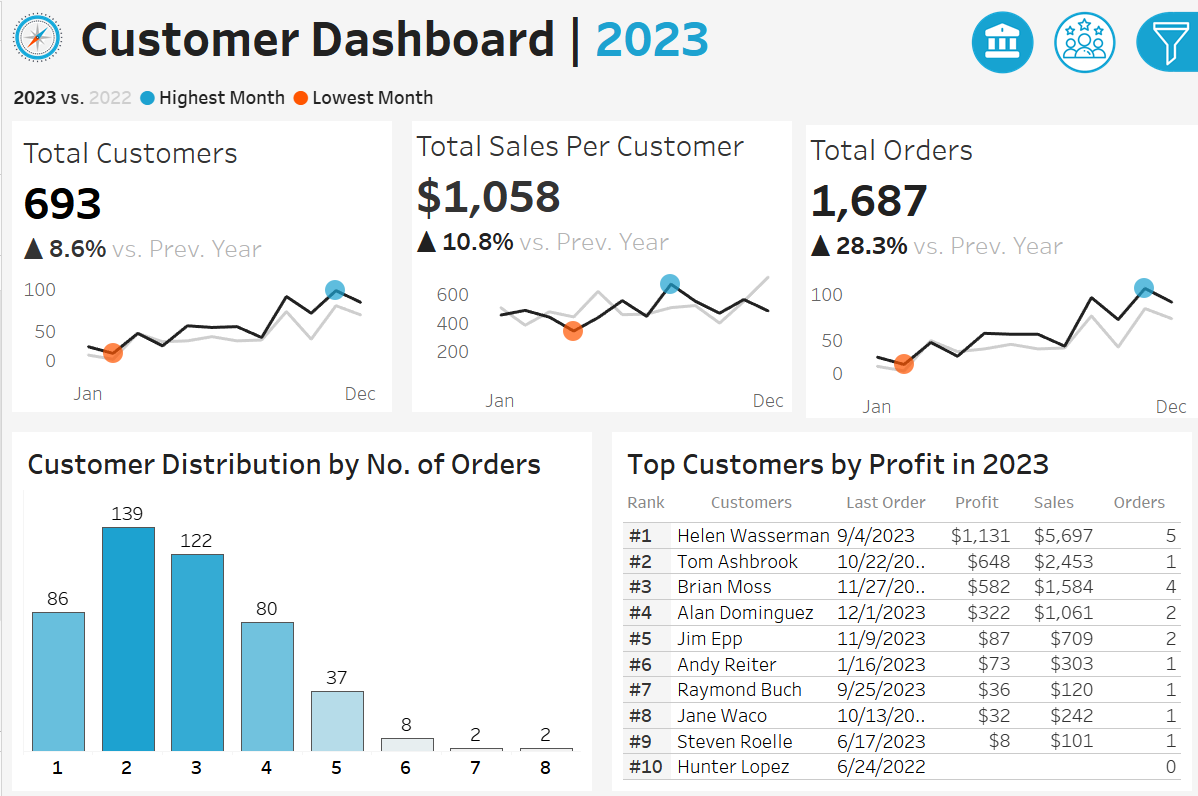 Customer Dashboard | 2023
2023 vs. 2022 Highest Month Lowest Month
Total Customers
693
▲ 8.6% vs. Prev. Year
100
50
0
Jan Dec
Total Sales Per Customer
$1,058
▲ 10.8% vs. Prev. Year
600
400
200
Jan Dec
Total Orders
1,687
▲ 28.3% vs. Prev. Year
100
50
0
Jan Dec
Customer Distribution by No. of Orders
86 139 122 80 37 8 2 2
1 2 3 4 5 6 7 8
Top Customers by Profit in 2023
Rank Customers Last Order Profit Sales Orders
#1 Helen Wasserman 9/4/2023 $1,131 $5,697 5
#2 Tom Ashbrook 10/22/20.. $648 $2,453 1
#3 Brian Moss 11/27/20.. $582 $1,584 4
#4 Alan Dominguez 12/1/2023 $322 $1,061 2
#5 Jim Epp 11/9/2023 $87 $709 2
#6 Andy Reiter 1/16/2023 $73 $303 1
#7 Raymond Buch 9/25/2023 $36 $120 1
#8 Jane Waco 10/13/20.. $32 $242 1
#9 Steven Roelle 6/17/2023 $8 $101 1
#10 Hunter Lopez 6/24/2022 0